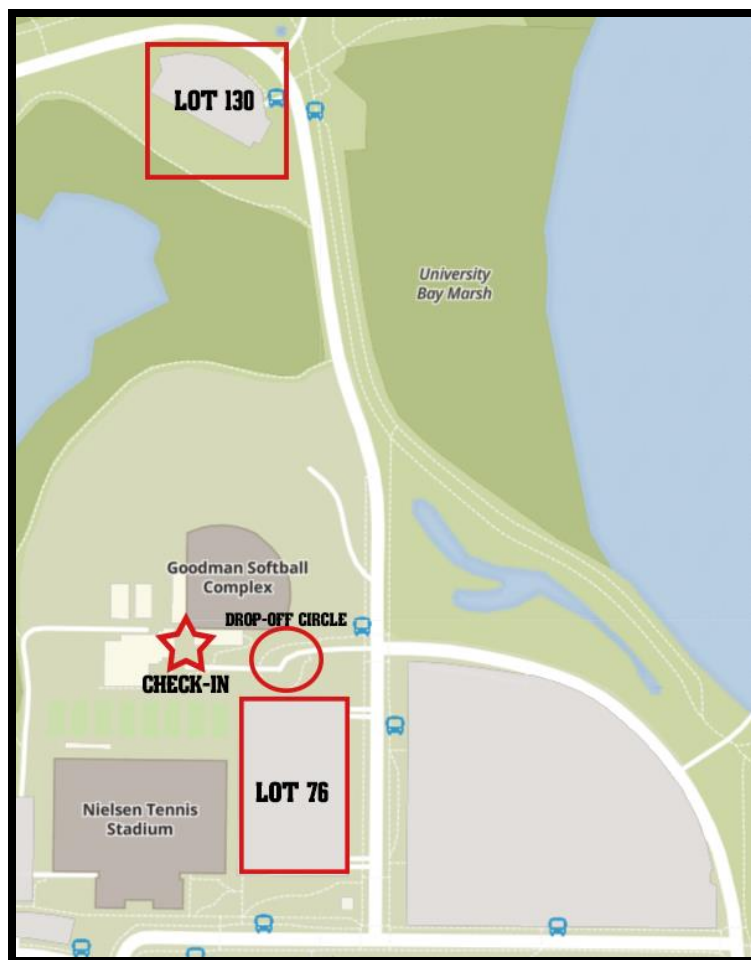 LOT 130
University
Bay Marsh
Goodman Softball
Complex
DROP-OFF CIRCLE
CHECK-IN
LOT 76
Nielsen Tennis
Stadium